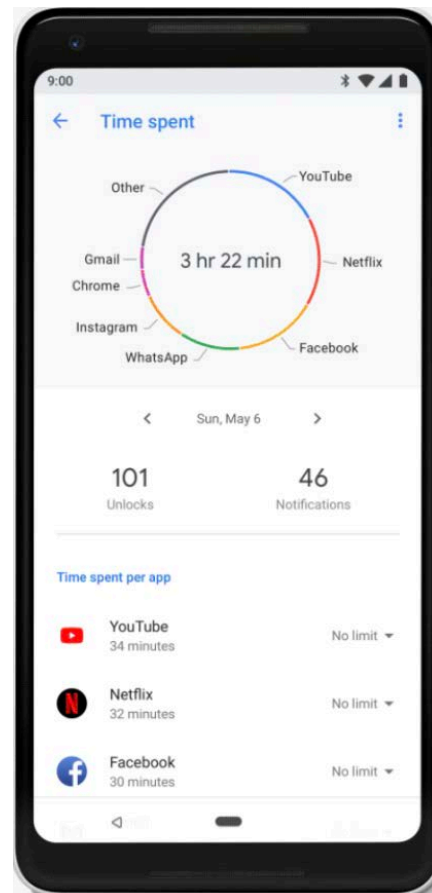 9:00
Time spent
Other
YouTube
Gmail
3 hr 22 min
Netflix
Chrome
Instagram
WhatsApp
Facebook
Sun, May 6
101
46
Unlocks
Notifications
Time spent per app
YouTube
34 minutes
No limit
N
Netflix
32 minutes
No limit
f
Facebook
30 minutes
No limit